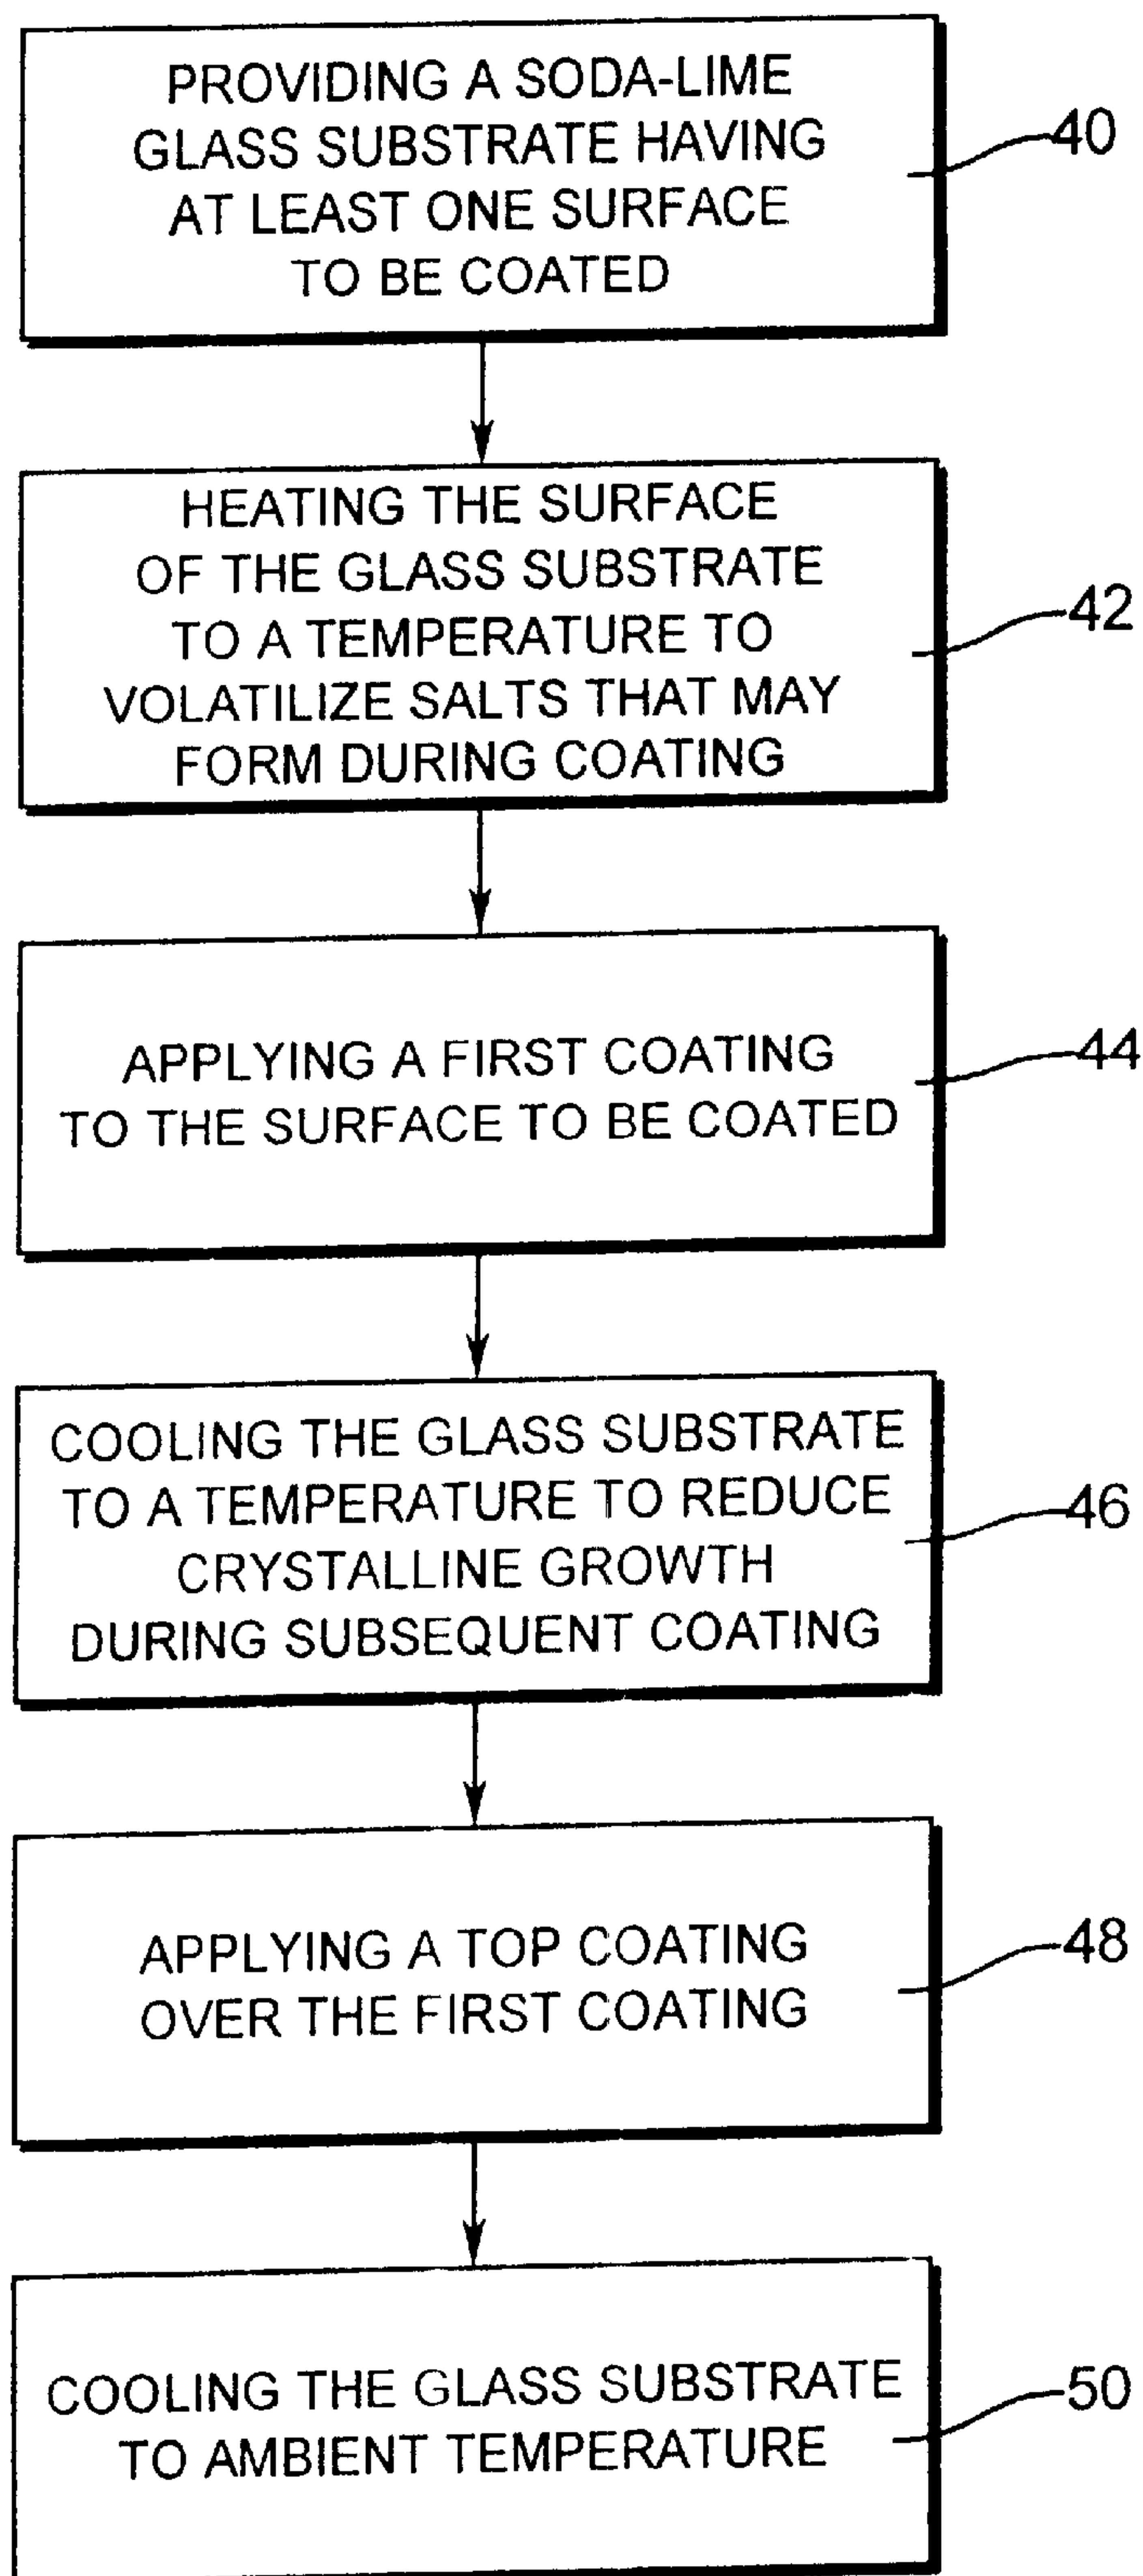 PROVIDING A SODA-LIME
GLASS SUBSTRATE HAVING
AT LEAST ONE SURFACE
TO BE COATED
40
HEATING THE SURFACE
OF THE GLASS SUBSTRATE
TO A TEMPERATURE TO
VOLATILIZE SALTS THAT MAY
FORM DURING COATING
42
APPLYING A FIRST COATING
TO THE SURFACE TO BE COATED
44
COOLING THE GLASS SUBSTRATE
TO A TEMPERATURE TO REDUCE
CRYSTALLINE GROWTH
DURING SUBSEQUENT COATING
46
APPLYING A TOP COATING
OVER THE FIRST COATING
48
COOLING THE GLASS SUBSTRATE
TO AMBIENT TEMPERATURE
50